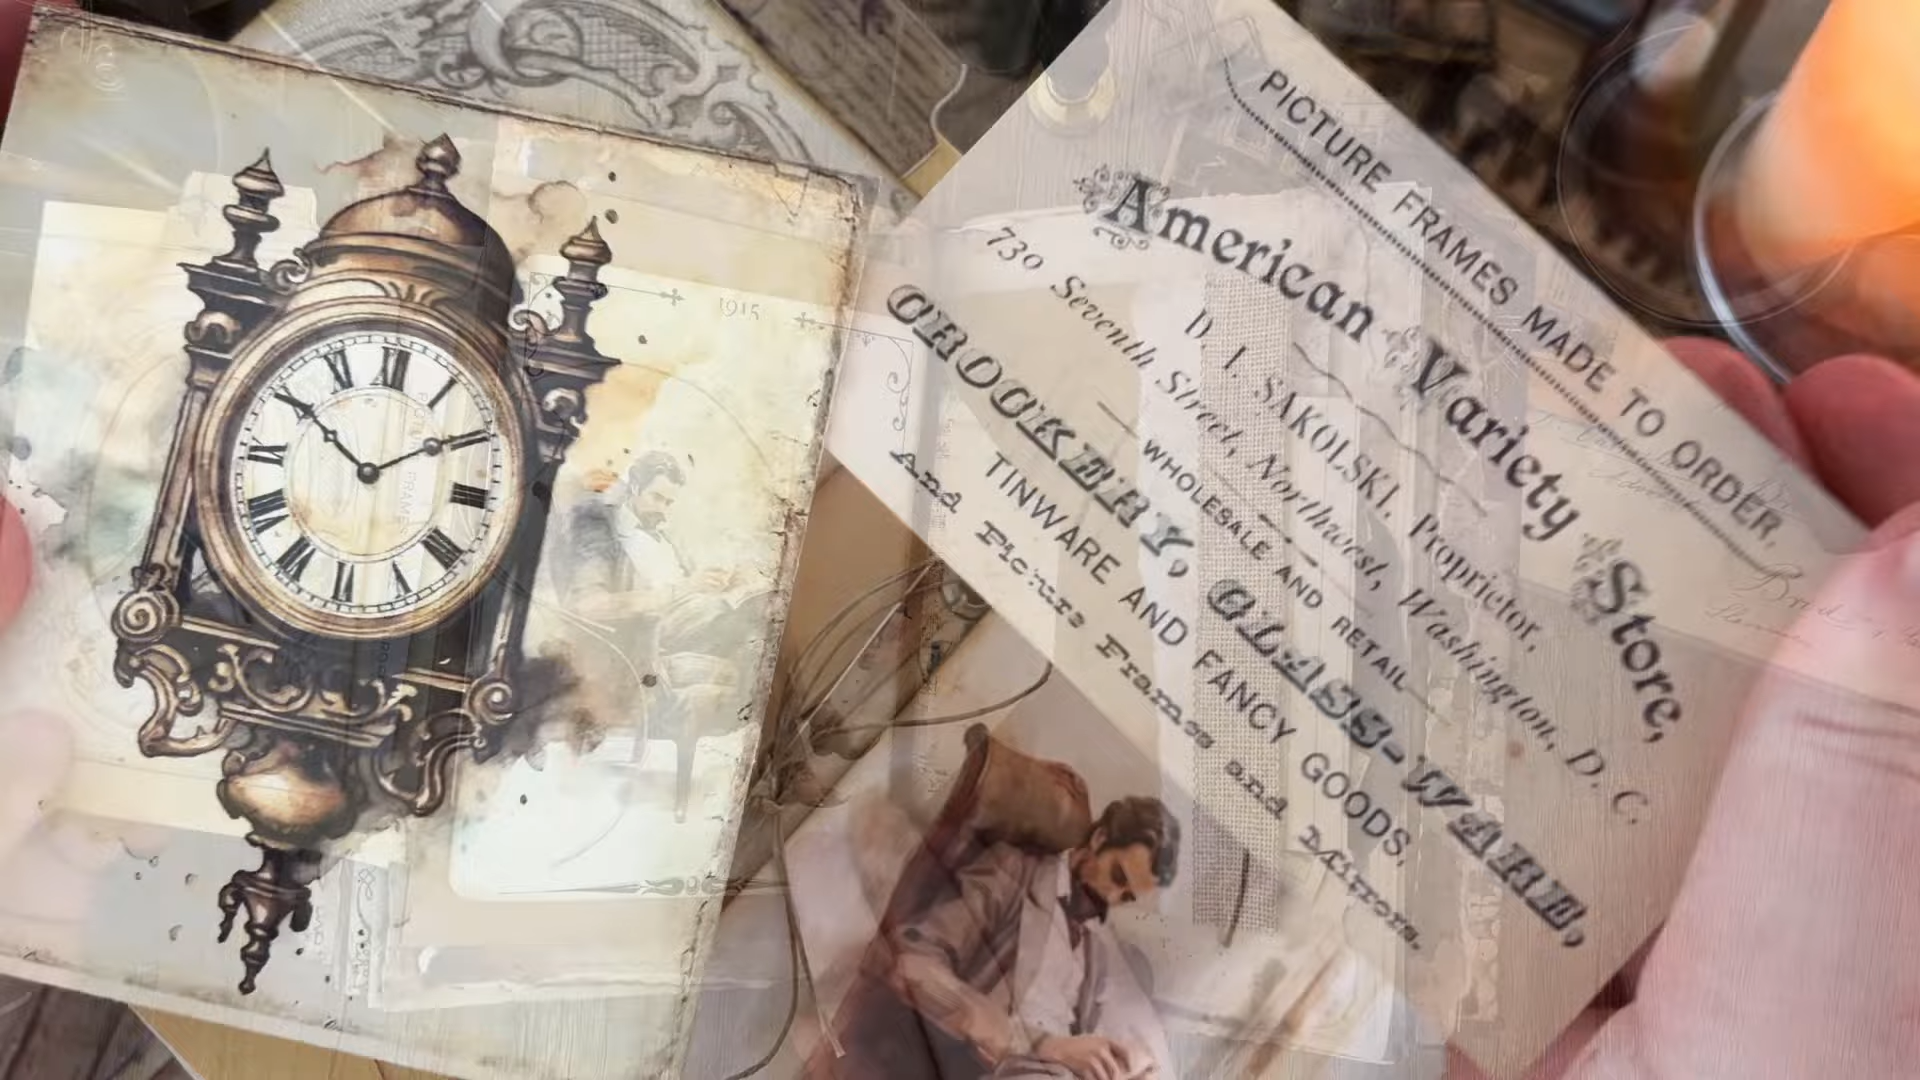 PICTURE FRAMES MADE TO ORDER.
American Variety Store,
D. I. SAKOLSKI, Proprietor,
730 Seventh Street, Northwest, Washington, D. C.
WHOLESALE AND RETAIL
CROCKERY, GLASS-WARE,
TINWARE AND FANCY GOODS,
And Picture Frames and Mirrors.
1915